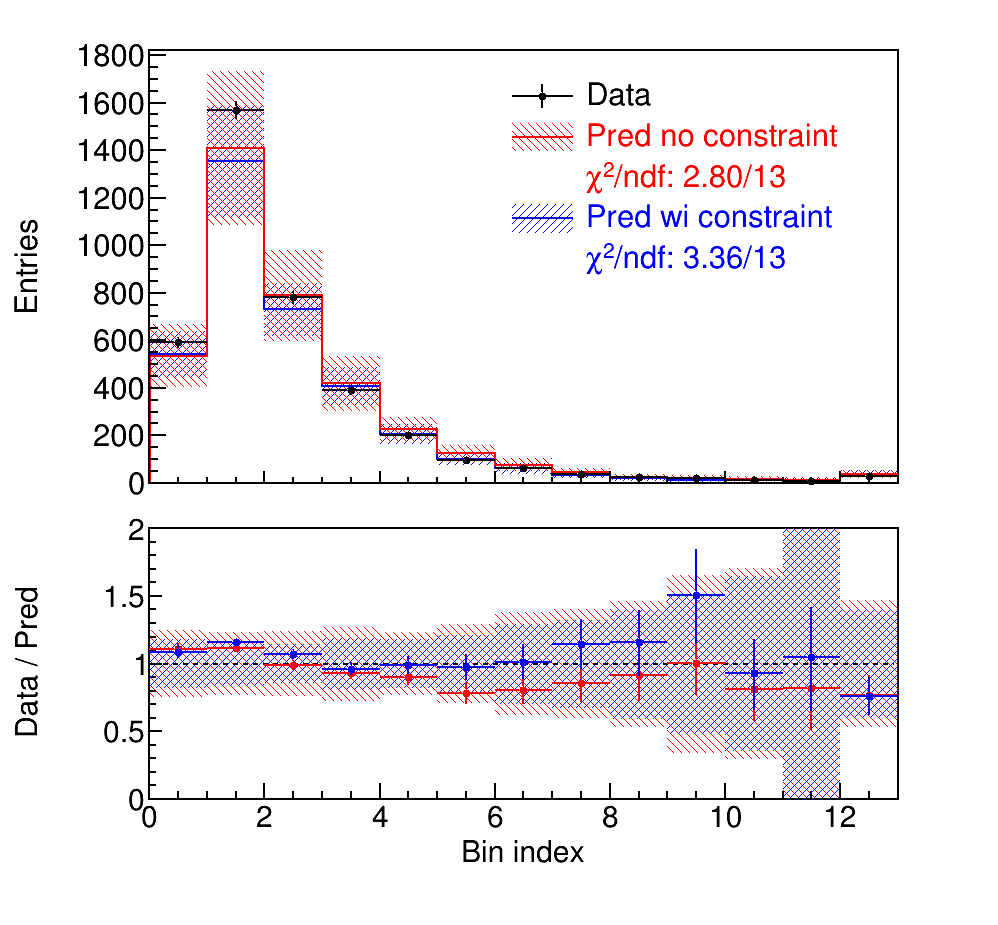 1800
1600
1400
1200
1000
800
600
400
200
0
Entries
Data
Pred no constraint
χ²/ndf: 2.80/13
Pred wi constraint
χ²/ndf: 3.36/13
2
1.5
1
0.5
0
Data / Pred
0 2 4 6 8 10 12
Bin index